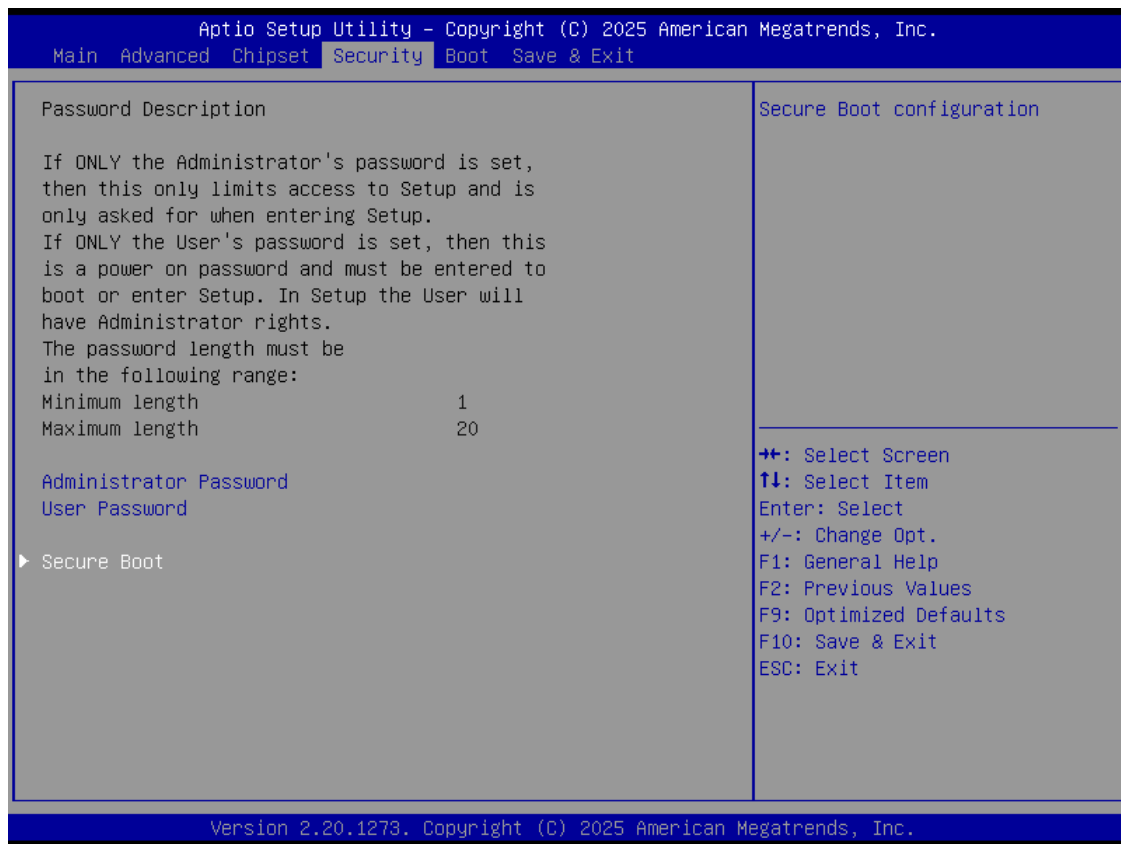 Aptio Setup Utility – Copyright (C) 2025 American Megatrends, Inc.
Main Advanced Chipset Security Boot Save & Exit
Password Description
If ONLY the Administrator's password is set,
then this only limits access to Setup and is
only asked for when entering Setup.
If ONLY the User's password is set, then this
is a power on password and must be entered to
boot or enter Setup. In Setup the User will
have Administrator rights.
The password length must be
in the following range:
Minimum length 1
Maximum length 20
Administrator Password
User Password
► Secure Boot
Secure Boot configuration
→←: Select Screen
↑↓: Select Item
Enter: Select
+/-: Change Opt.
F1: General Help
F2: Previous Values
F9: Optimized Defaults
F10: Save & Exit
ESC: Exit
Version 2.20.1273. Copyright (C) 2025 American Megatrends, Inc.